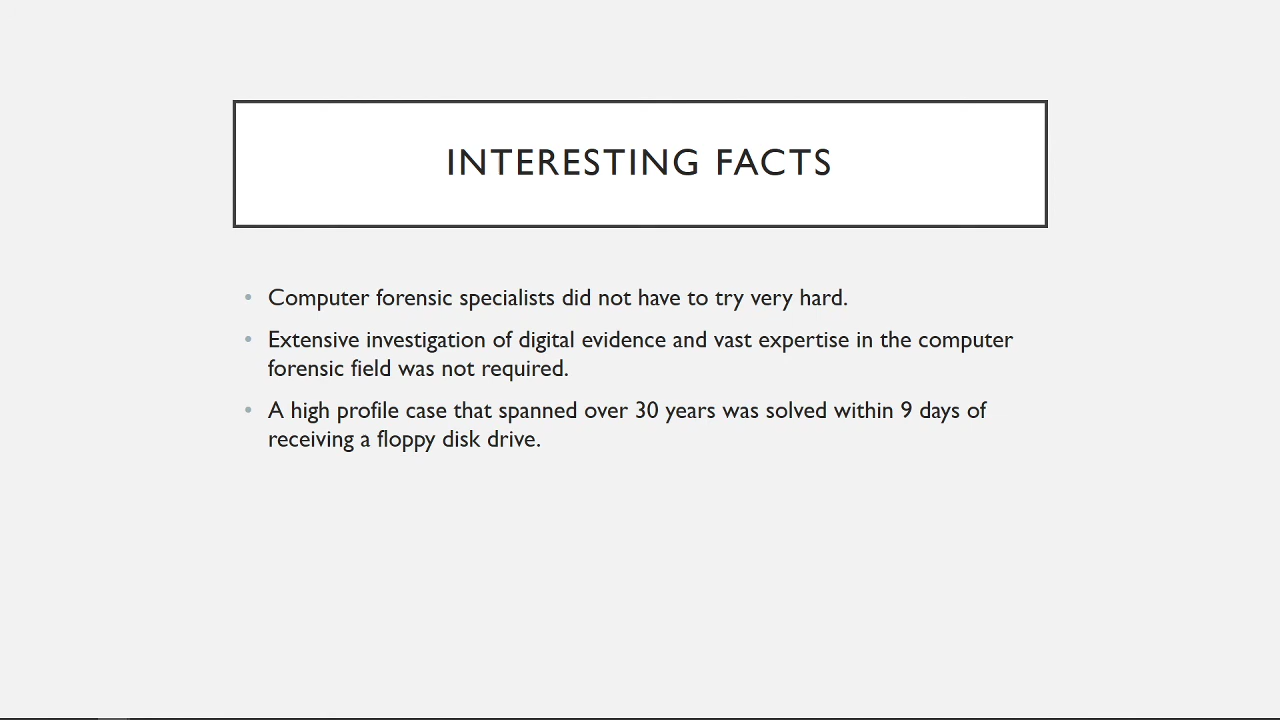 INTERESTING FACTS
• Computer forensic specialists did not have to try very hard.
• Extensive investigation of digital evidence and vast expertise in the computer
forensic field was not required.
• A high profile case that spanned over 30 years was solved within 9 days of
receiving a floppy disk drive.